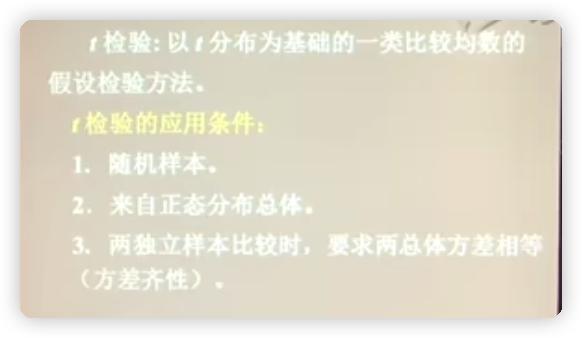 t检验:以t分布为基础的一类比较均数的
假设检验方法。
t检验的应用条件:
1. 随机样本。
2. 来自正态分布总体。
3. 两独立样本比较时，要求两总体方差相等
（方差齐性）。